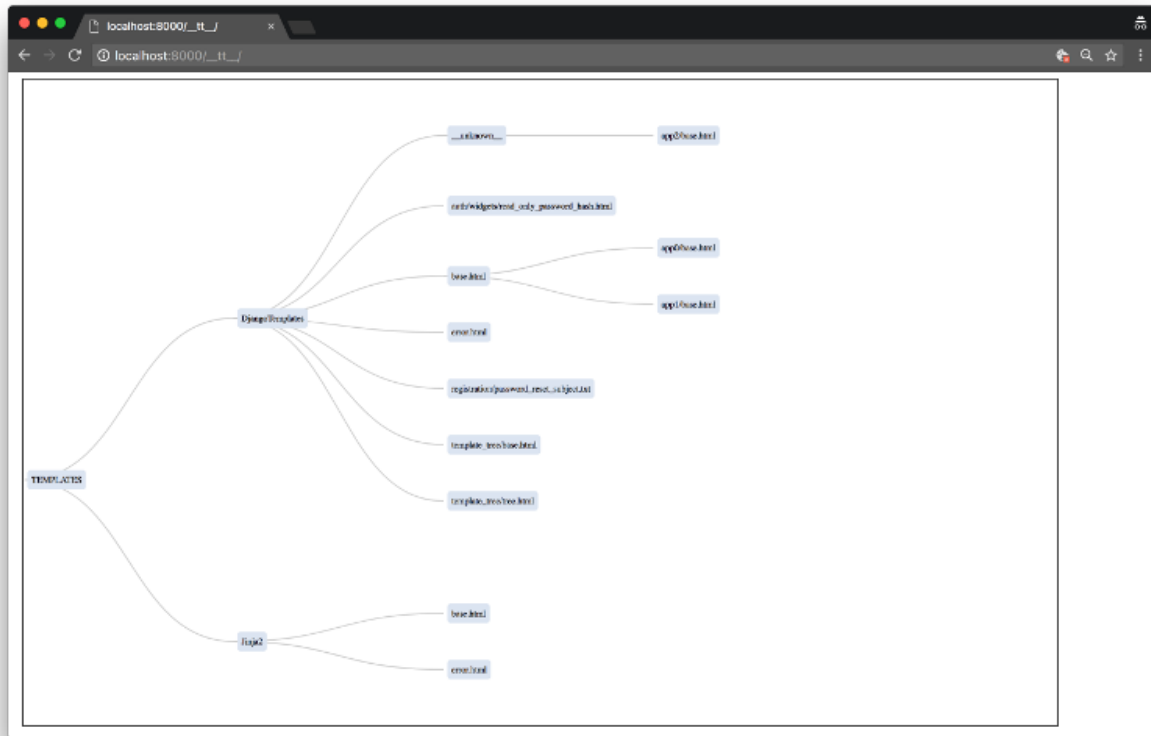 localhost:8000/__tt__/
localhost:8000/__tt__/
__unknown__
app2/base.html
auth/widgets/read_only_password_hash.html
app0/base.html
base.html
app1/base.html
DjangoTemplates
error.html
registration/password_reset_subject.txt
template_tree/base.html
TEMPLATES
template_tree/tree.html
base.html
Jinja2
error.html